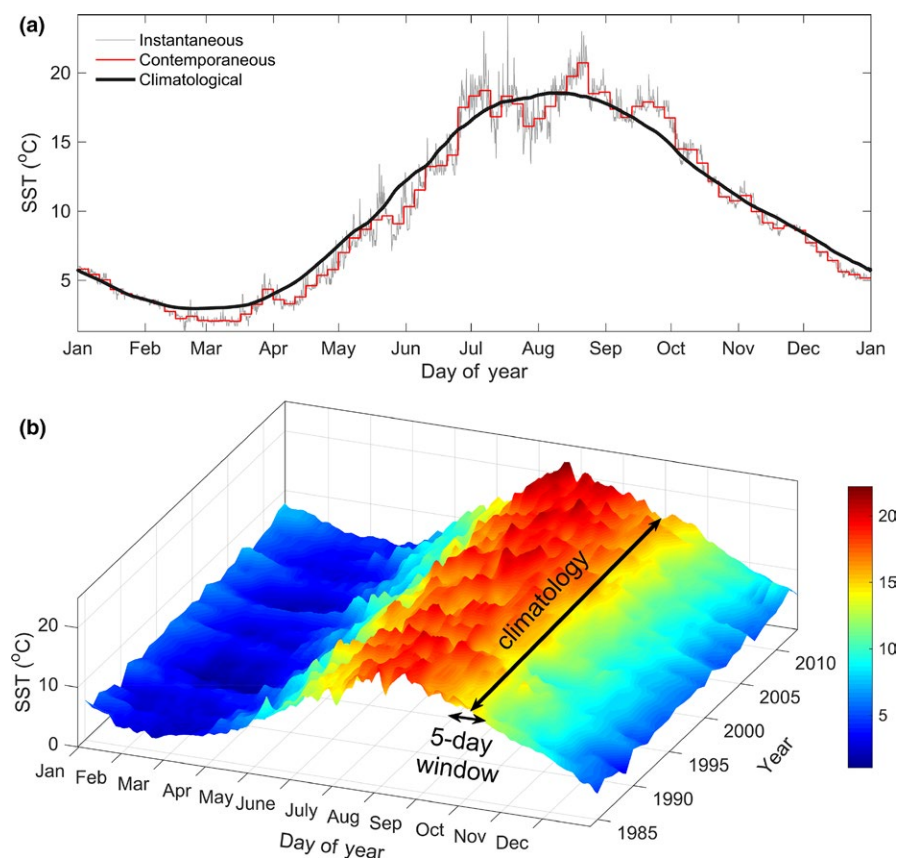 (a)
Instantaneous
Contemporaneous
Climatological
SST (°C)
20
15
10
5
Jan Feb Mar Apr May Jun Jul Aug Sep Oct Nov Dec Jan
Day of year
(b)
SST (°C)
20
10
0
Jan Feb Mar Apr May June July Aug Sep Oct Nov Dec
Day of year
climatology
5-day
window
1985 1990 1995 2000 2005 2010
Year
20
15
10
5